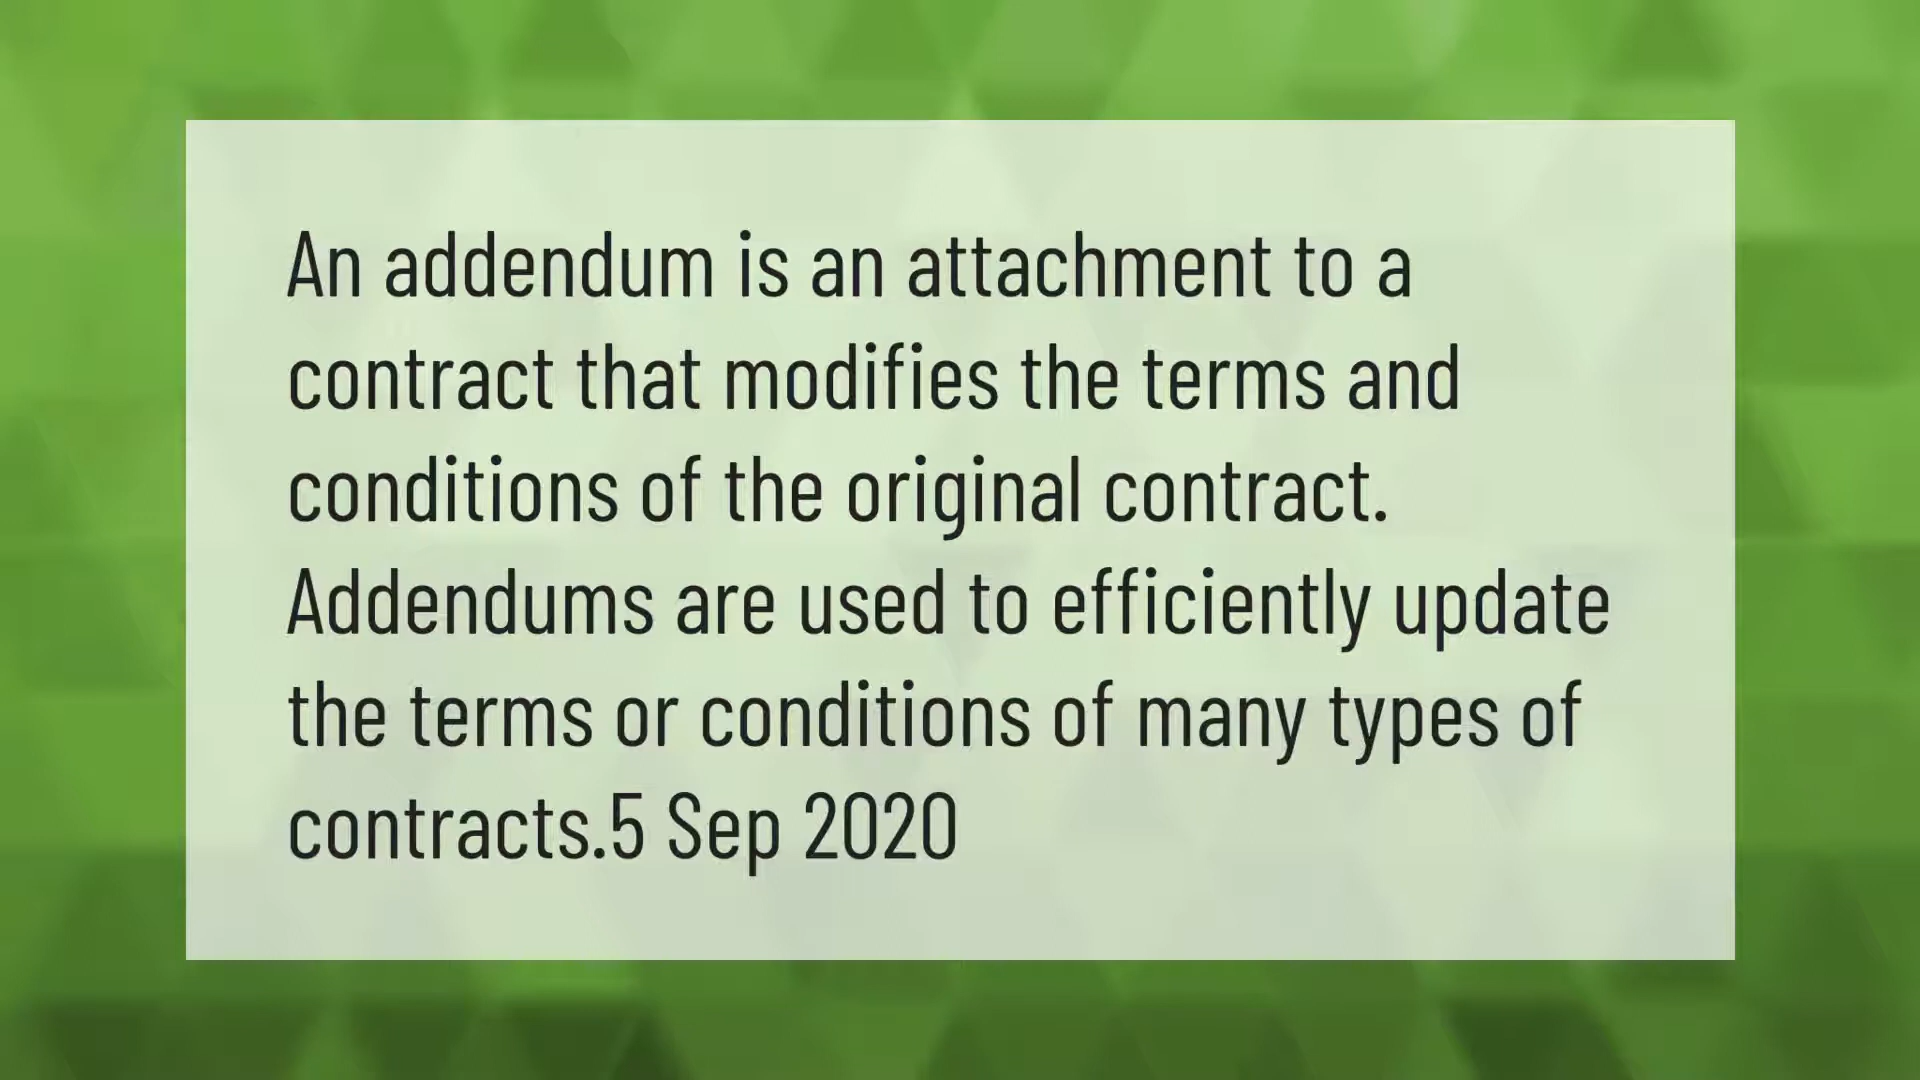 An addendum is an attachment to a
contract that modifies the terms and
conditions of the original contract.
Addendums are used to efficiently update
the terms or conditions of many types of
contracts.5 Sep 2020